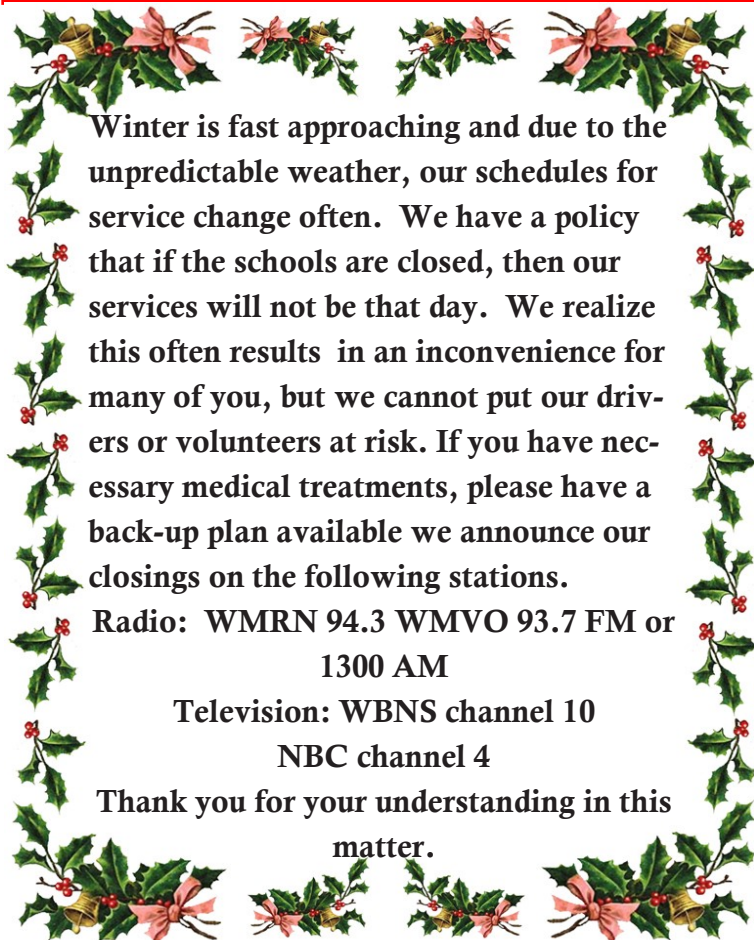 Winter is fast approaching and due to the
unpredictable weather, our schedules for
service change often.  We have a policy
that if the schools are closed, then our
services will not be that day.  We realize
this often results  in an inconvenience for
many of you, but we cannot put our driv-
ers or volunteers at risk. If you have nec-
essary medical treatments, please have a
back-up plan available we announce our
closings on the following stations.
Radio:  WMRN 94.3 WMVO 93.7 FM or
1300 AM
Television: WBNS channel 10
NBC channel 4
Thank you for your understanding in this
matter.